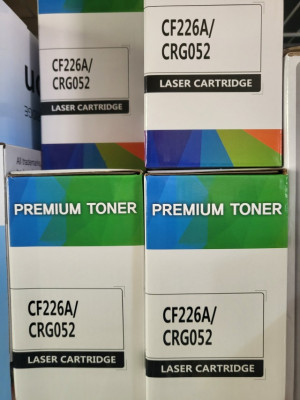 CF226A/
CRG052
LASER CARTRIDGE
CF226A/
CRG052
LASER CARTRIDGE
PREMIUM TONER
CF226A/
CRG052
LASER CARTRIDGE
PREMIUM TONER
CF226A/
CRG052
LASER CARTRIDGE